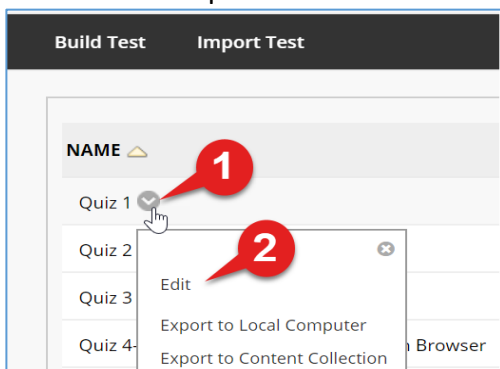 Build Test Import Test
NAME
1
Quiz 1
Quiz 2
2
Edit
Quiz 3
Export to Local Computer
Quiz 4- Browser
Export to Content Collection